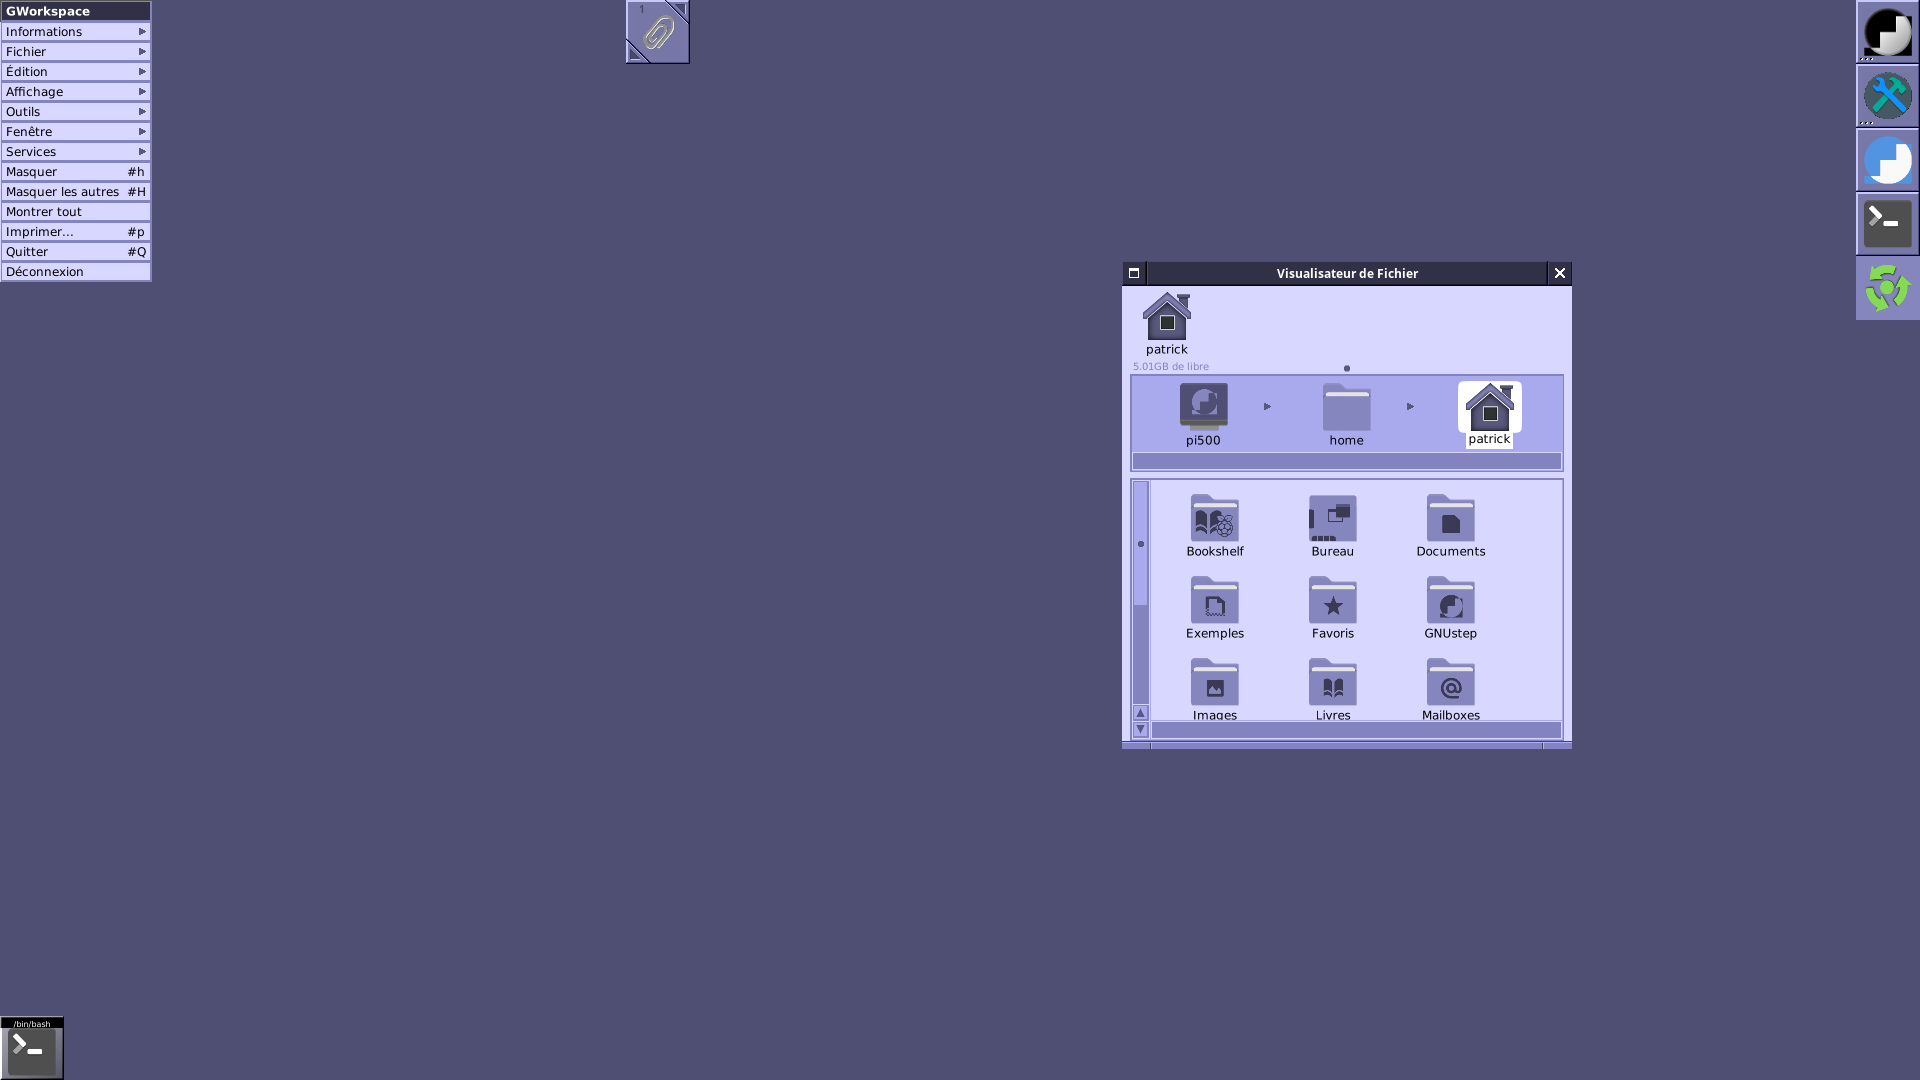 GWorkspace
Informations
Fichier
Édition
Affichage
Outils
Fenêtre
Services
Masquer #h
Masquer les autres #H
Montrer tout
Imprimer... #p
Quitter #Q
Déconnexion
1
Visualisateur de Fichier
patrick
5.01GB de libre
pi500 home patrick
Bookshelf Bureau Documents
Exemples Favoris GNUstep
Images Livres Mailboxes
/bin/bash